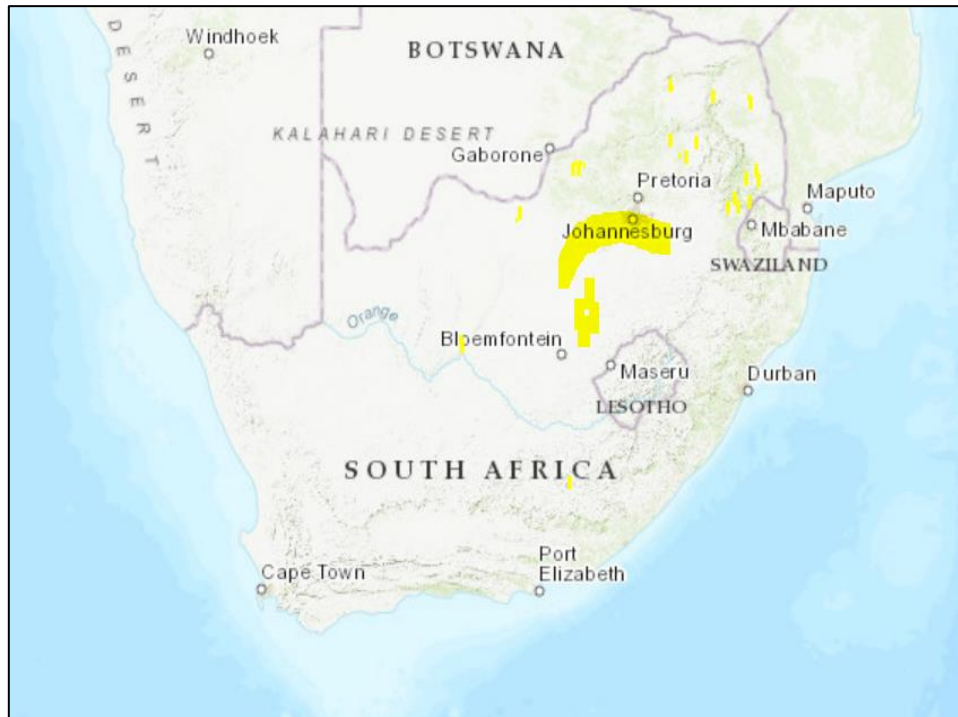 Windhoek
BOTSWANA
DESERT
KALAHARI DESERT
Gaborone
Pretoria
Maputo
Johannesburg
Mbabane
SWAZILAND
Orange
Bloemfontein
Maseru
Durban
LESOTHO
SOUTH AFRICA
Port
Elizabeth
Cape Town